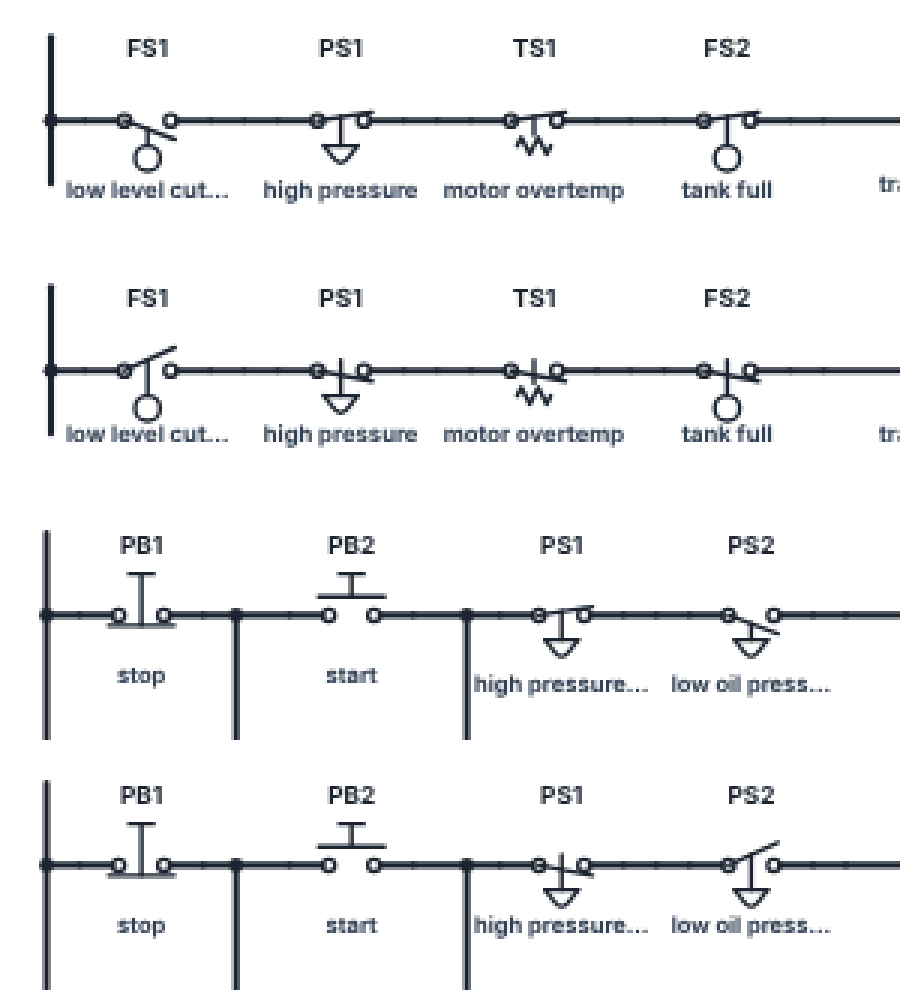 FS1 PS1 TS1 FS2
low level cut... high pressure motor overtemp tank full
FS1 PS1 TS1 FS2
low level cut... high pressure motor overtemp tank full
PB1 PB2 PS1 PS2
stop start high pressure... low oil press...
PB1 PB2 PS1 PS2
stop start high pressure... low oil press...